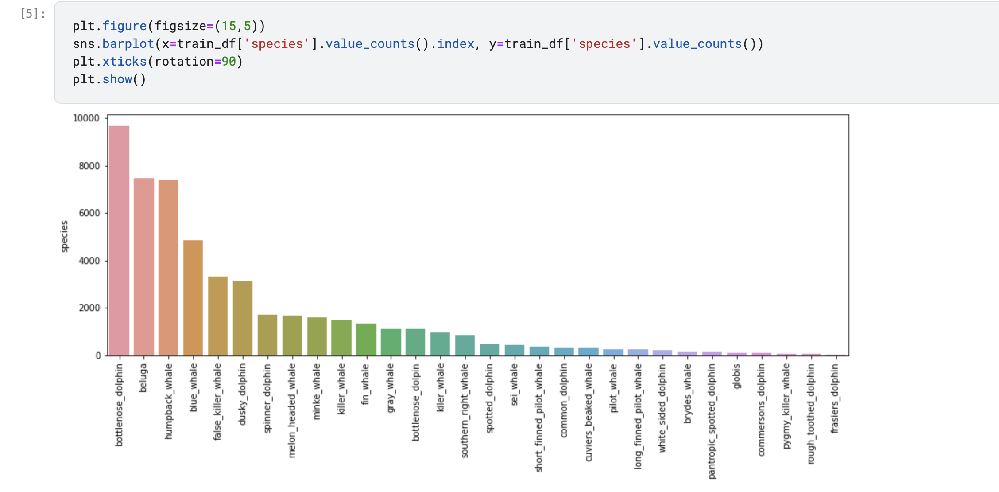 [5]:
plt.figure(figsize=(15,5))
sns.barplot(x=train_df['species'].value_counts().index, y=train_df['species'].value_counts())
plt.xticks(rotation=90)
plt.show()
10000
8000
6000
4000
2000
0
species
bottlenose_dolphin
beluga
humpback_whale
blue_whale
false_killer_whale
dusky_dolphin
spinner_dolphin
melon_headed_whale
minke_whale
killer_whale
fin_whale
gray_whale
bottlenose_dolpin
kiler_whale
southern_right_whale
spotted_dolphin
sei_whale
short_finned_pilot_whale
common_dolphin
cuviers_beaked_whale
pilot_whale
long_finned_pilot_whale
white_sided_dolphin
brydes_whale
pantropic_spotted_dolphin
globis
commersons_dolphin
pygmy_killer_whale
rough_toothed_dolphin
frasiers_dolphin